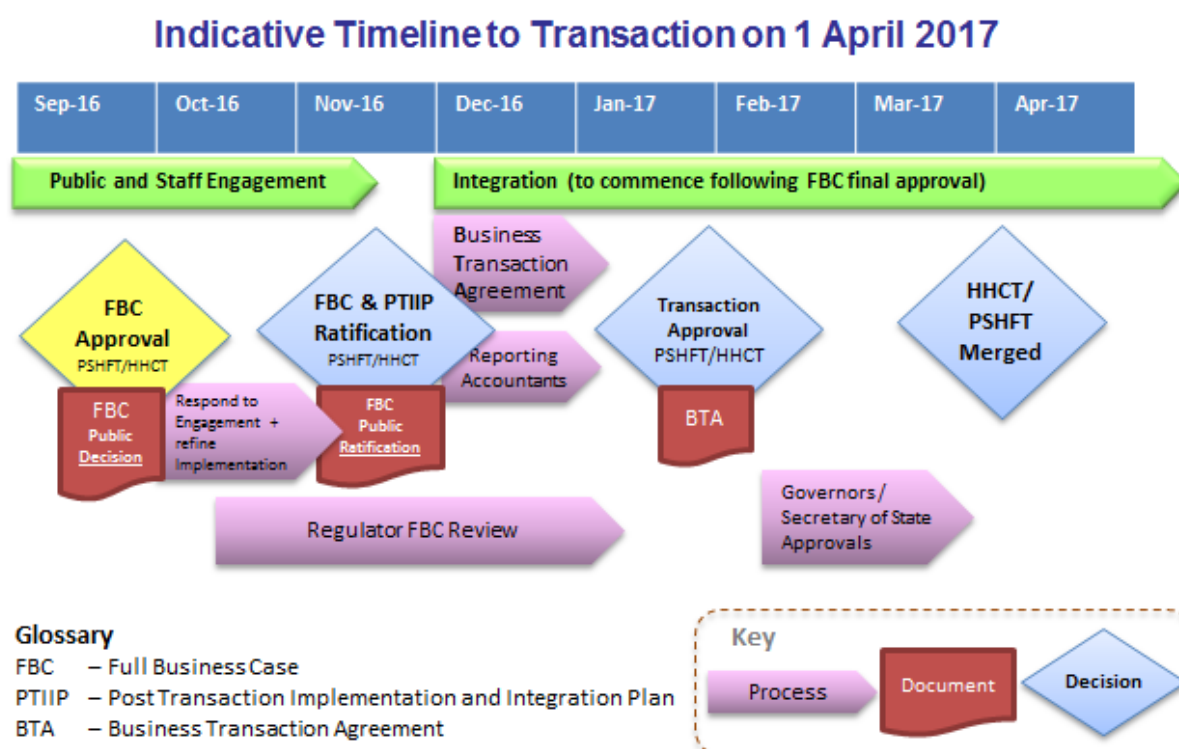 Indicative Timeline to Transaction on 1 April 2017
Sep-16
Oct-16
Nov-16
Dec-16
Jan-17
Feb-17
Mar-17
Apr-17
Public and Staff Engagement
Integration (to commence following FBC final approval)
FBC
Approval
PSHFT/HHCT
FBC
Public
Decision
Respond to
Engagement +
refine
Implementation
FBC & PTIIP
Ratification
PSHFT/HHCT
FBC
Public
Ratification
Business
Transaction
Agreement
Reporting
Accountants
Transaction
Approval
PSHFT/HHCT
BTA
HHCT/
PSHFT
Merged
Regulator FBC Review
Governors/
Secretary of State
Approvals
Glossary
FBC – Full Business Case
PTIIP – Post Transaction Implementation and Integration Plan
BTA – Business Transaction Agreement
Key
Process
Document
Decision